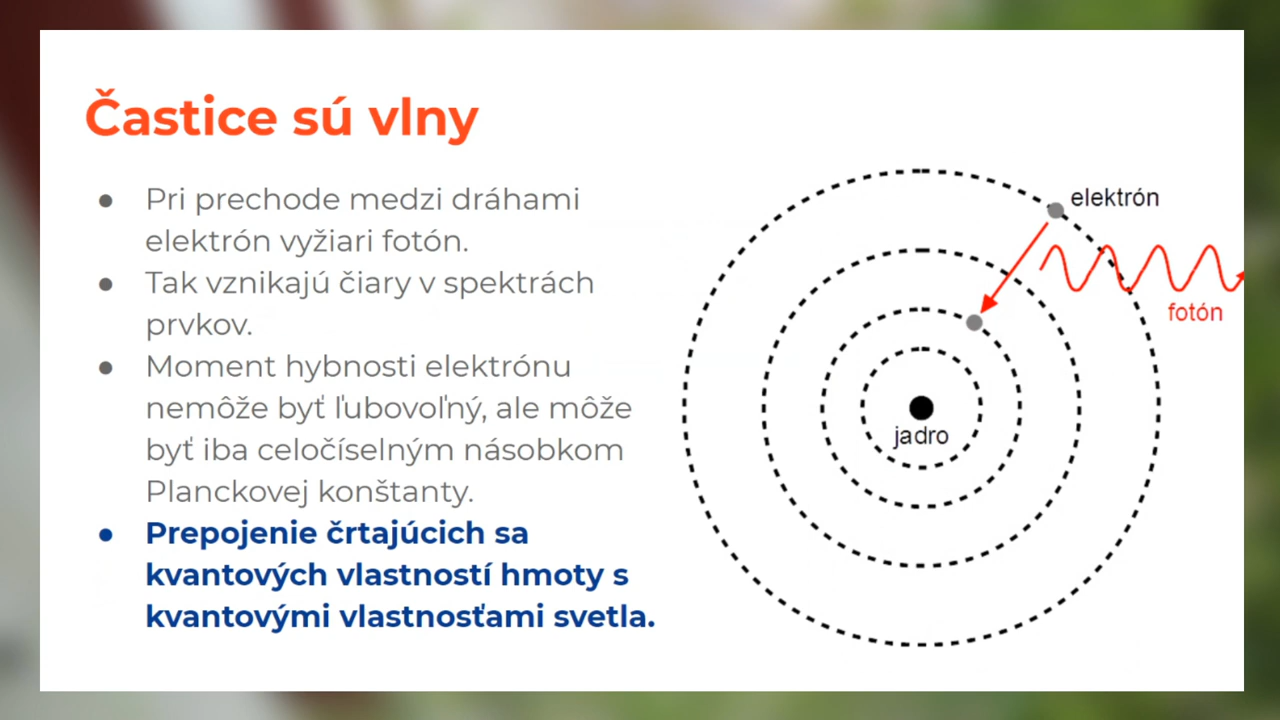 Častice sú vlny
● Pri prechode medzi dráhami
elektrón vyžiari fotón.
● Tak vznikajú čiary v spektrách
prvkov.
● Moment hybnosti elektrónu
nemôže byť ľubovoľný, ale môže
byť iba celočíselným násobkom
Planckovej konštanty.
● Prepojenie črtajúcich sa
kvantových vlastností hmoty s
kvantovými vlastnosťami svetla.
elektrón
fotón
jadro